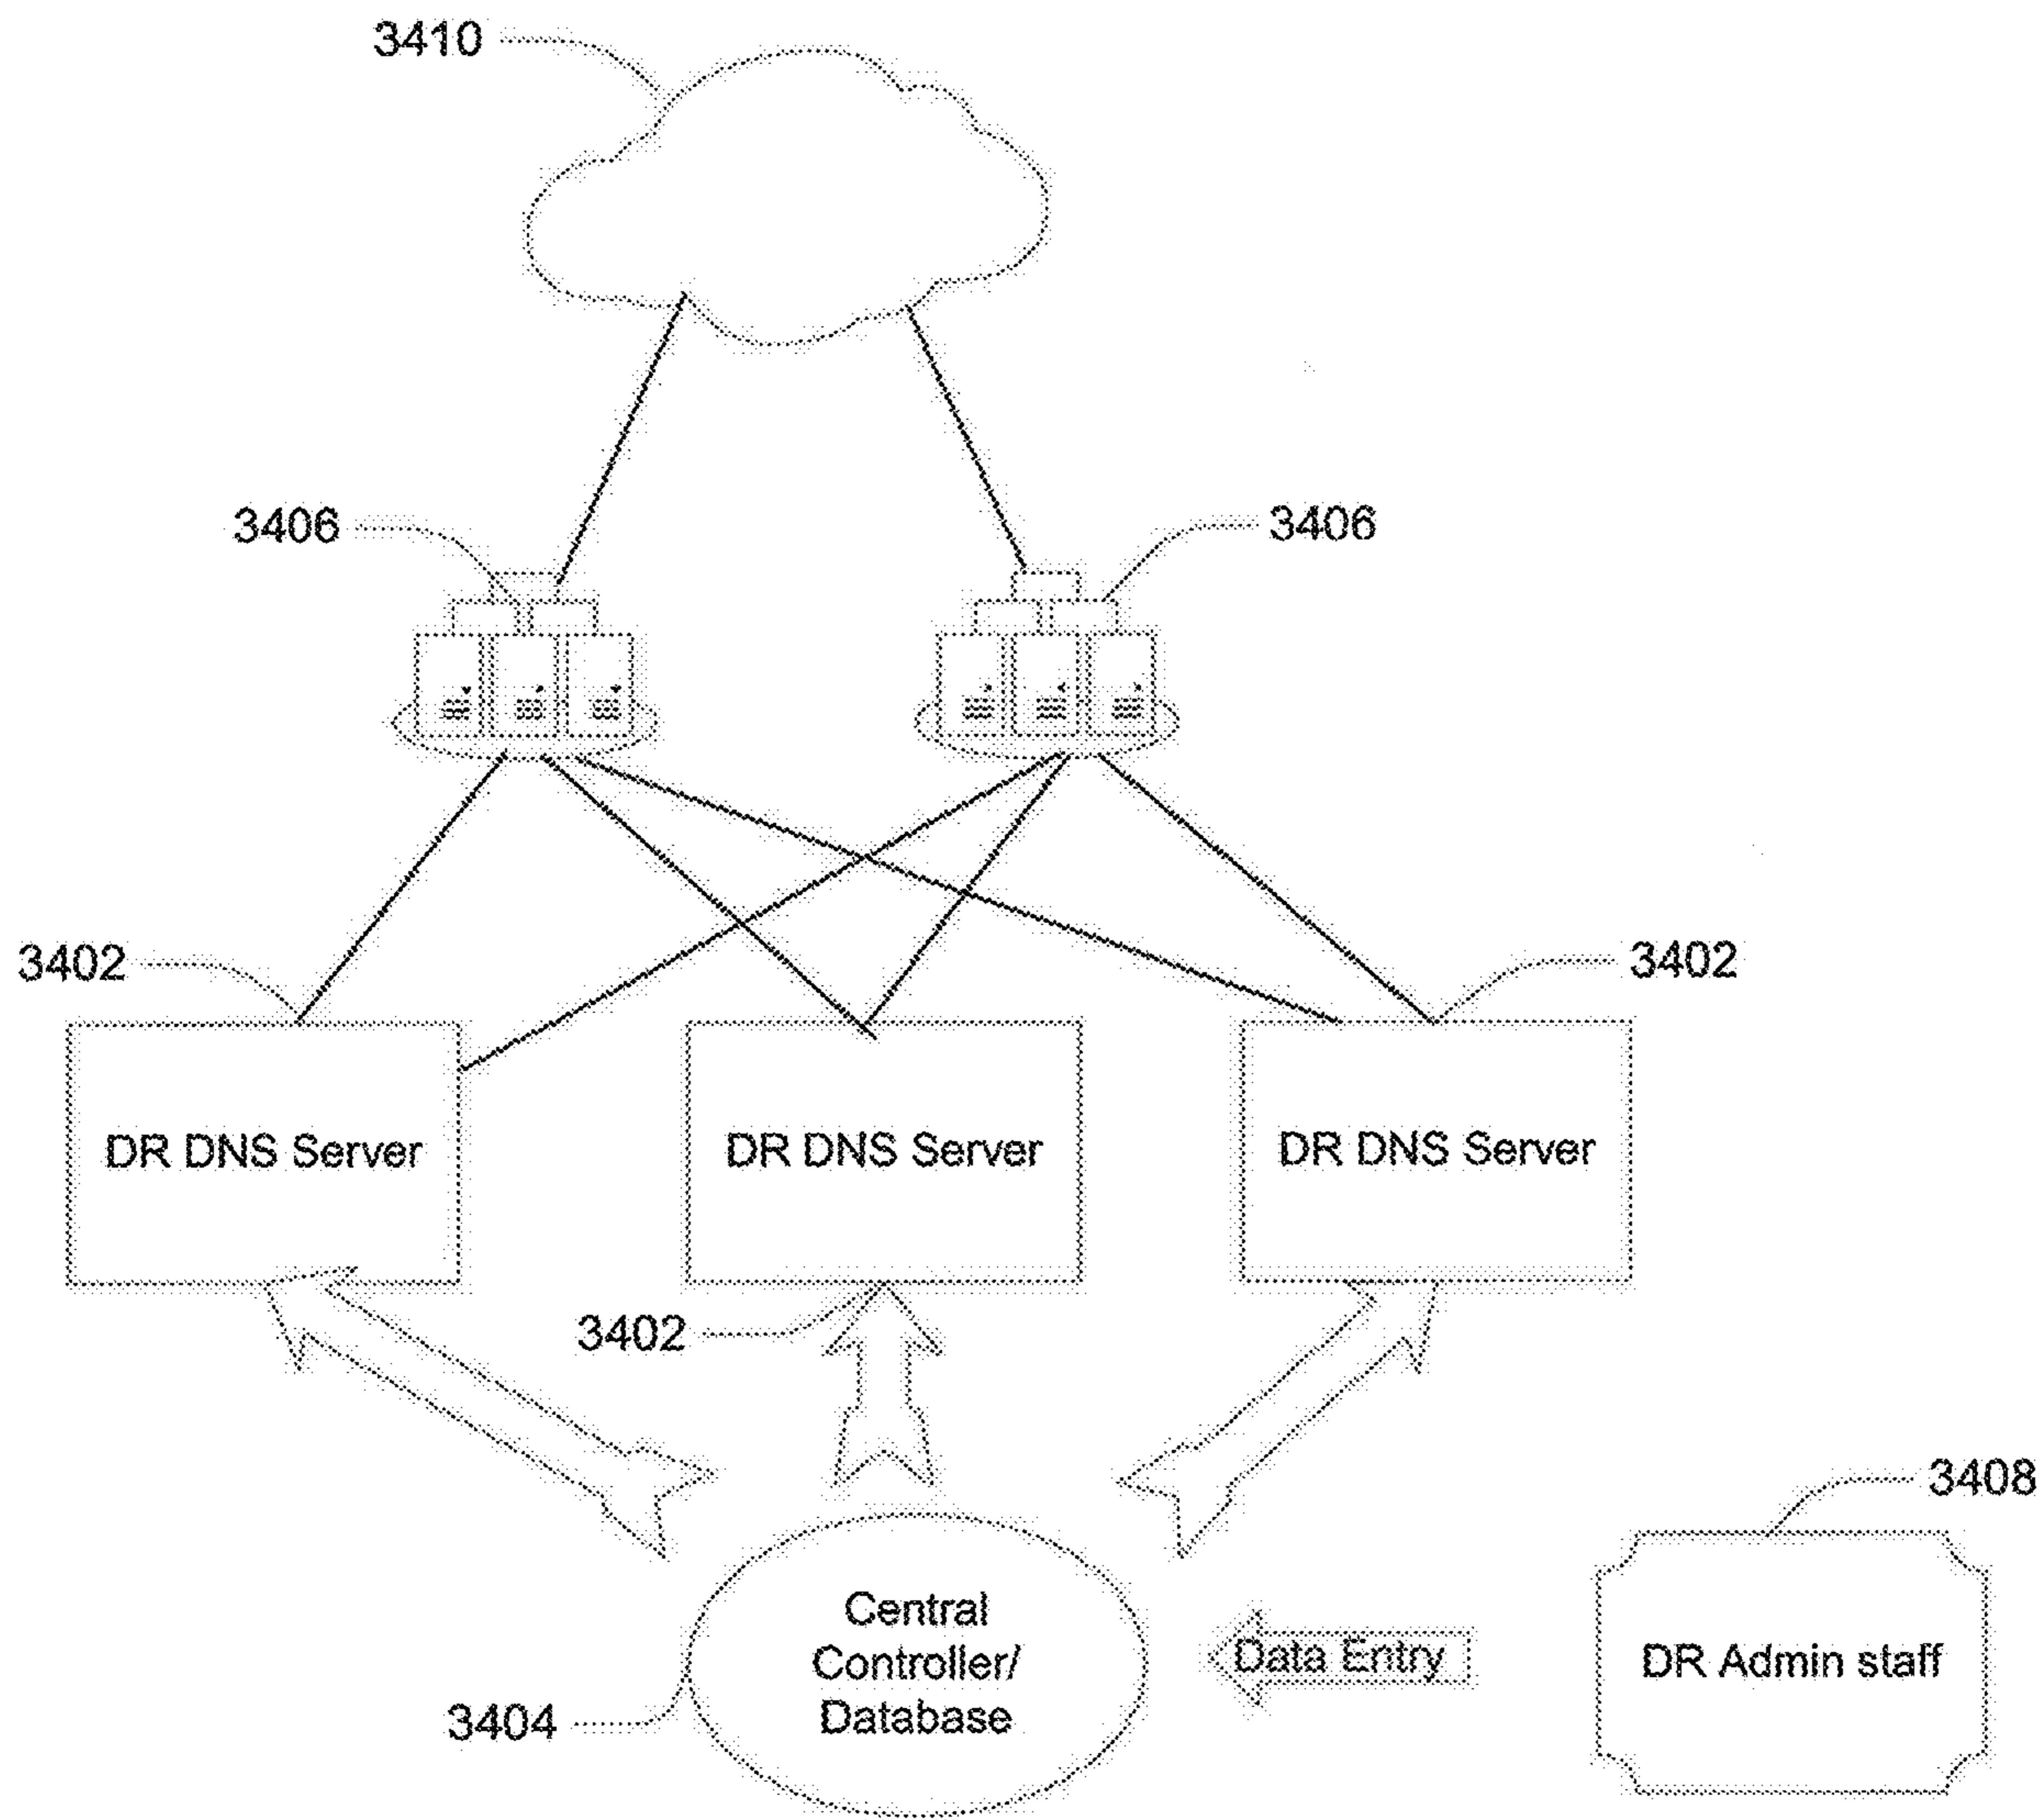 3410
3406
3406
3402
3402
DR DNS Server
DR DNS Server
DR DNS Server
3402
3408
Central
Controller/
Database
Data Entry
DR Admin staff
3404